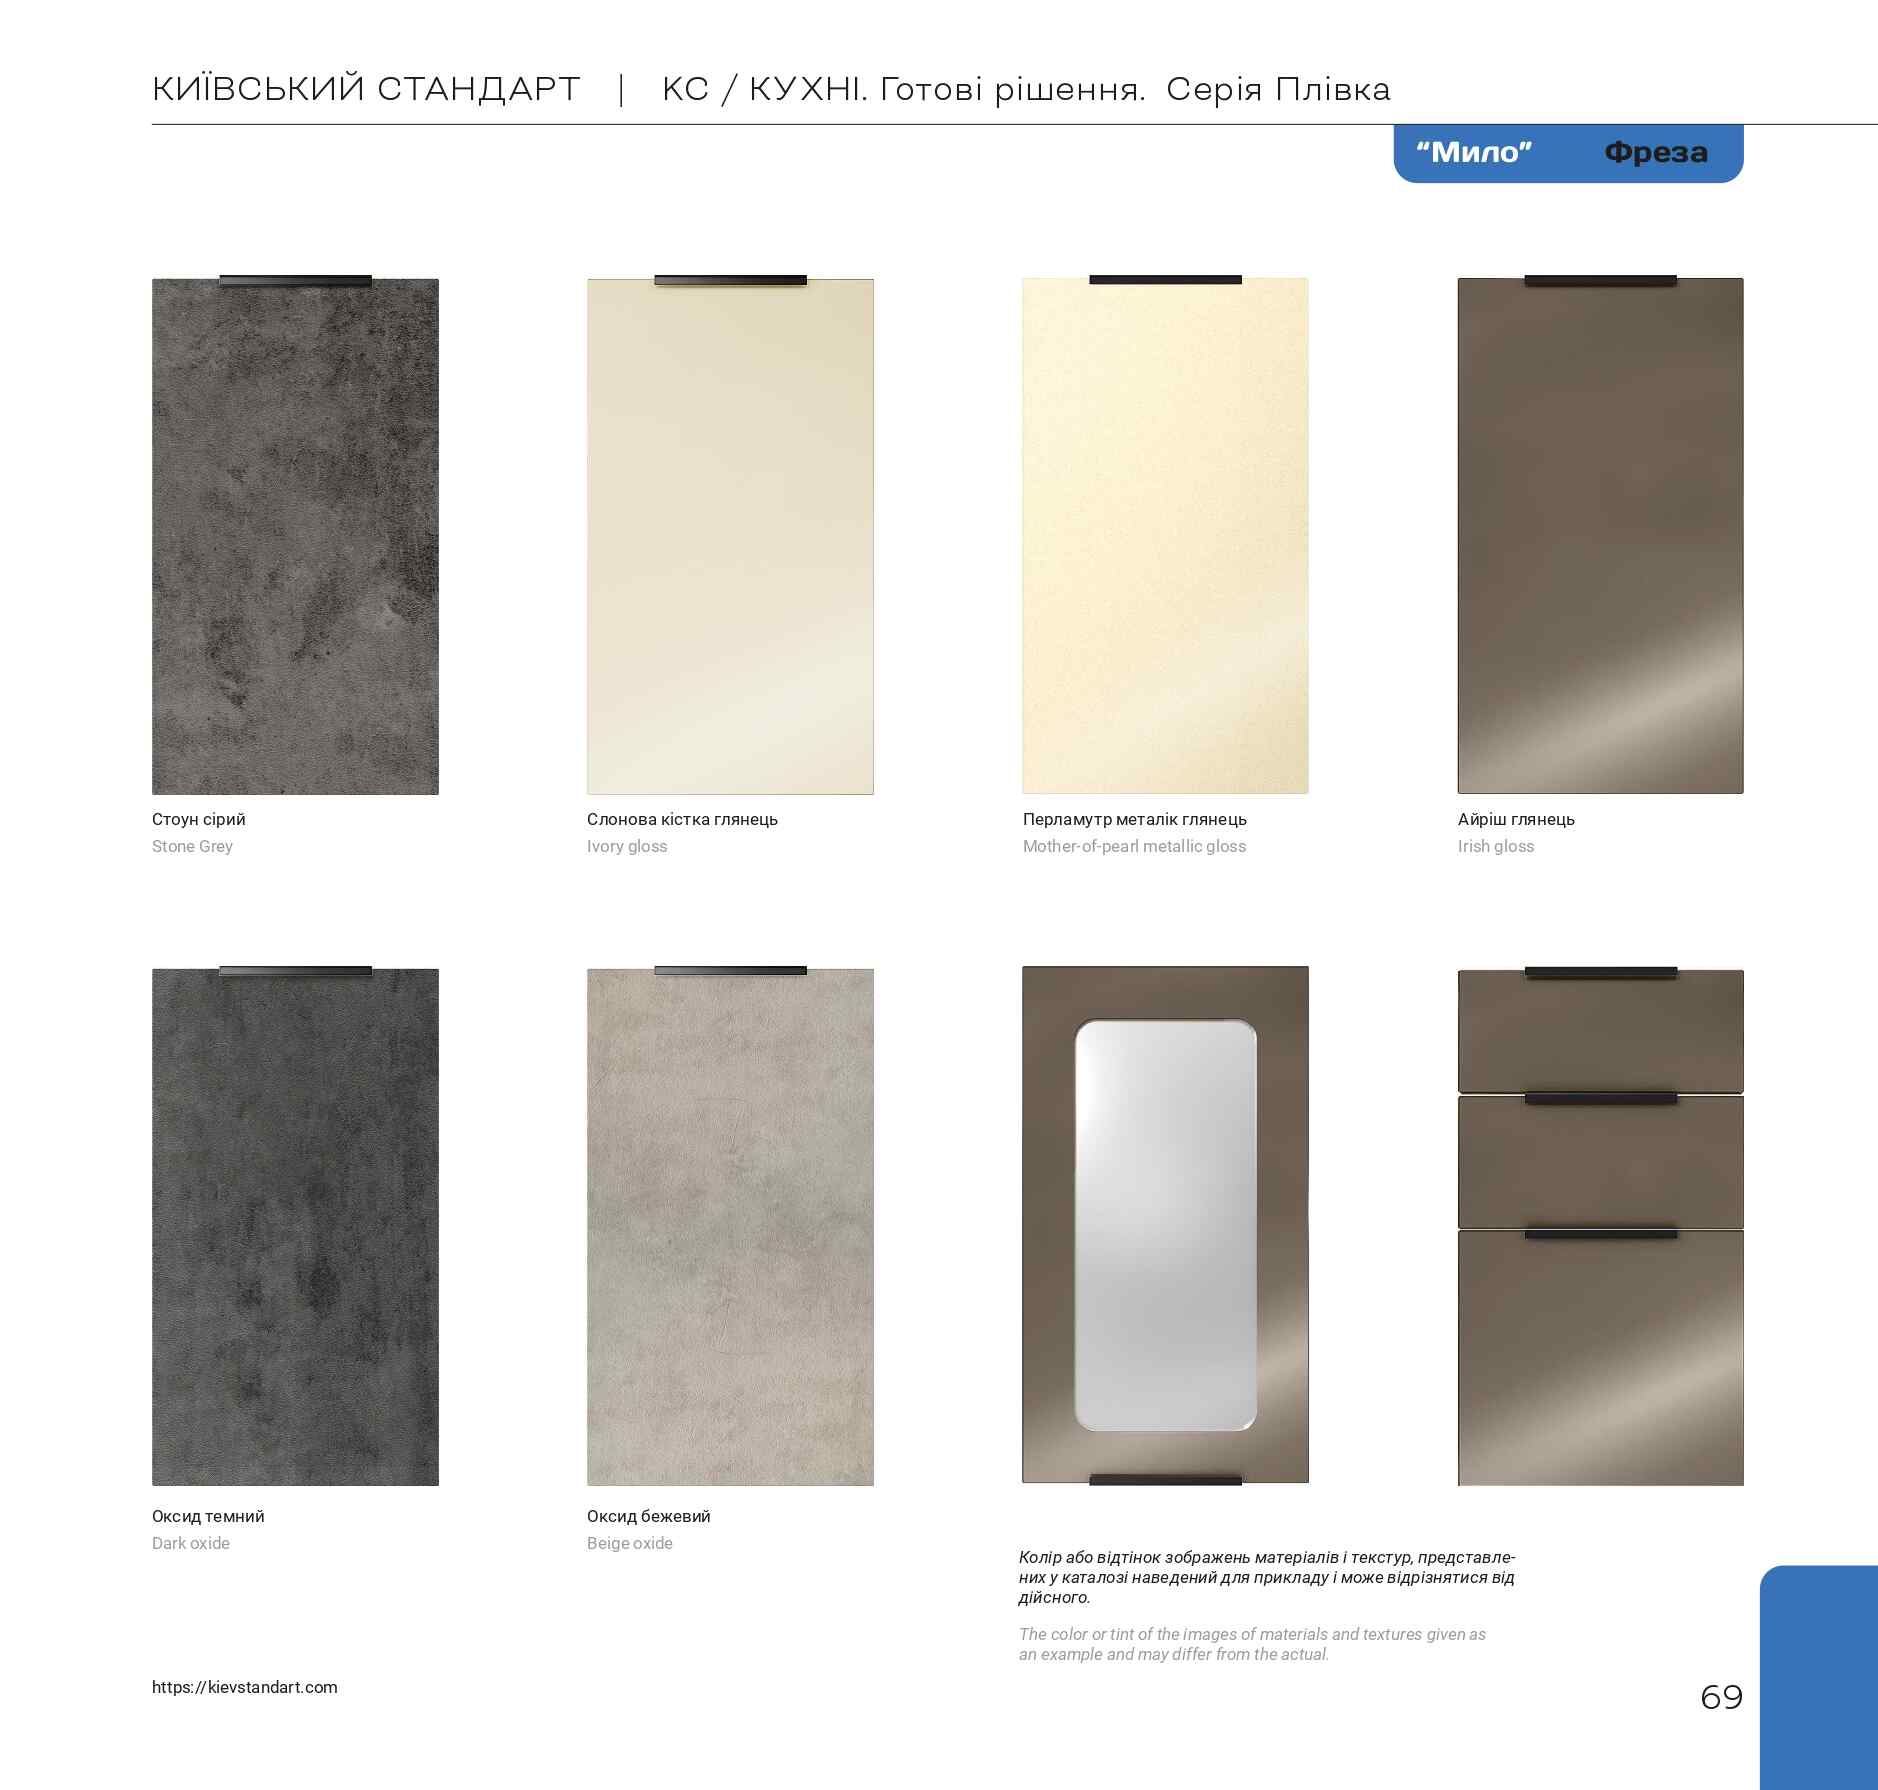 КИЇВСЬКИЙ СТАНДАРТ | КС / КУХНІ. Готові рішення. Серія Плівка
“Мило” Фреза
Стоун сірий
Stone Grey
Слонова кістка глянець
Ivory gloss
Перламутр металік глянець
Mother-of-pearl metallic gloss
Айріш глянець
Irish gloss
Оксид темний
Dark oxide
Оксид бежевий
Beige oxide
Колір або відтінок зображень матеріалів і текстур, представле-
них у каталозі наведений для прикладу і може відрізнятися від
дійсного.
The color or tint of the images of materials and textures given as
an example and may differ from the actual.
https://kievstandart.com
69